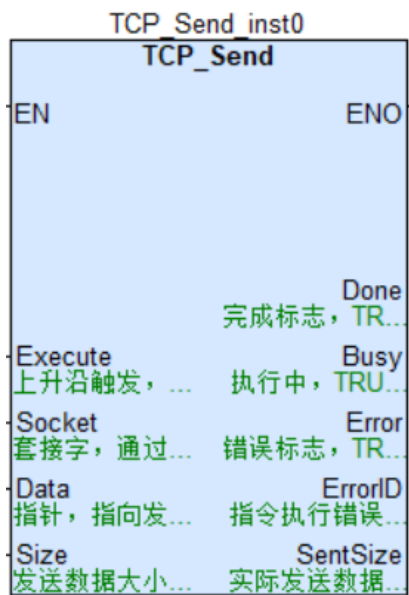 TCP_Send_inst0
TCP_Send
EN ENO
Done
完成标志，TR...
Execute Busy
上升沿触发，... 执行中，TRU...
Socket Error
套接字，通过... 错误标志，TR...
Data ErrorID
指针，指向发... 指令执行错误...
Size SentSize
发送数据大小... 实际发送数据...